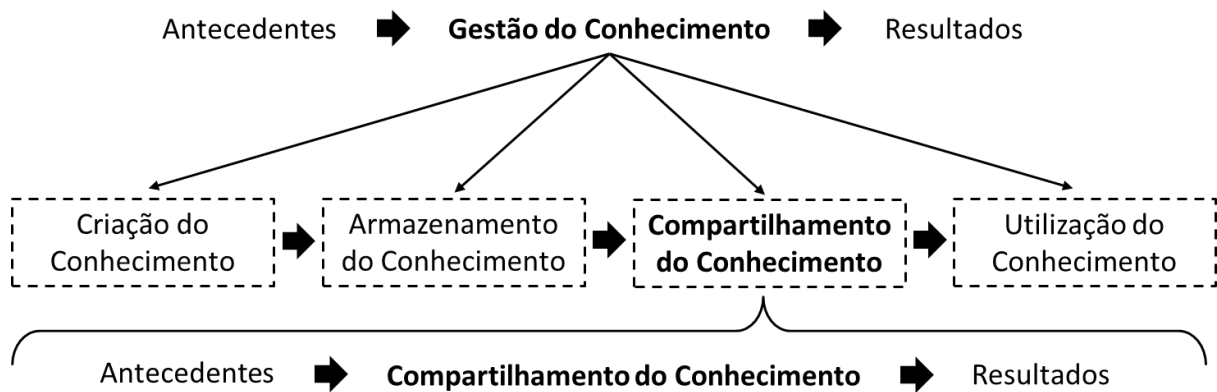 Antecedentes Gestão do Conhecimento Resultados
Criação do
Conhecimento
Armazenamento
do Conhecimento
Compartilhamento
do Conhecimento
Utilização do
Conhecimento
Antecedentes Compartilhamento do Conhecimento Resultados